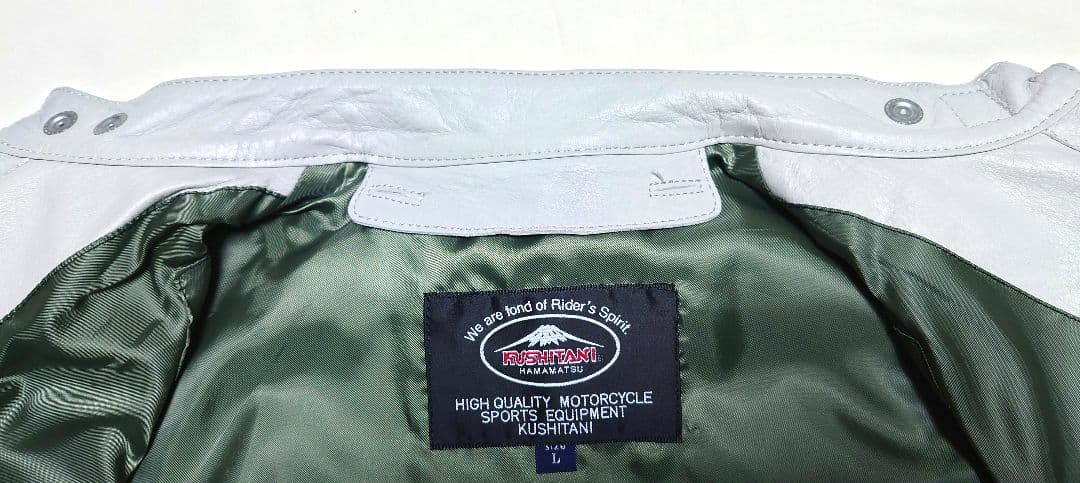 We are fond of Rider's Spirit.
KUSHITANI
HAMAMATSU
HIGH QUALITY MOTORCYCLE
SPORTS EQUIPMENT
KUSHITANI
SIZE
L